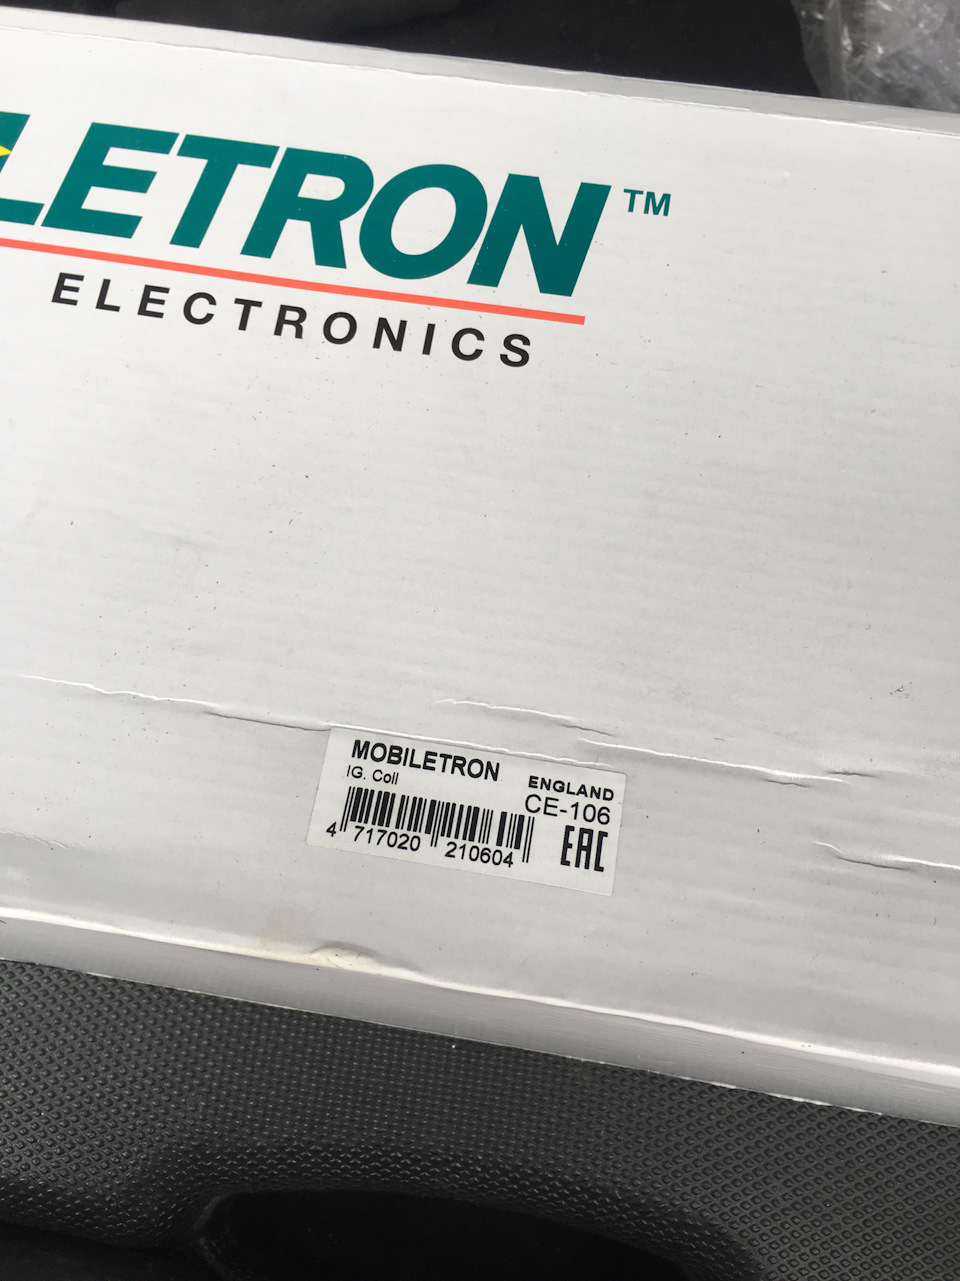 LETRON™
ELECTRONICS
MOBILETRON
IG. Coil
ENGLAND
CE-106
4 717020 210604
EAC